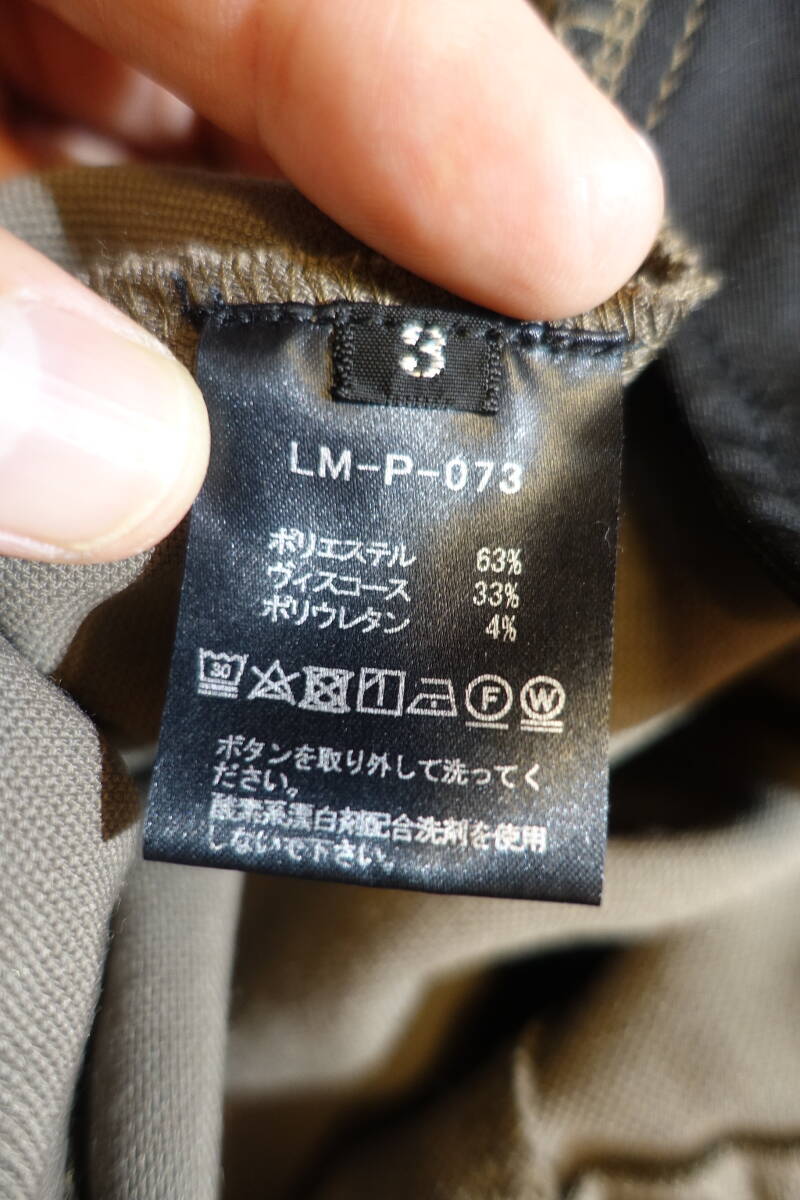 3
LM-P-073
ポリエステル 63%
ヴィスコース 33%
ポリウレタン 4%
30 F W
ボタンを取り外して洗ってく
ださい。
酸素系漂白剤配合洗剤を使用
しないで下さい。